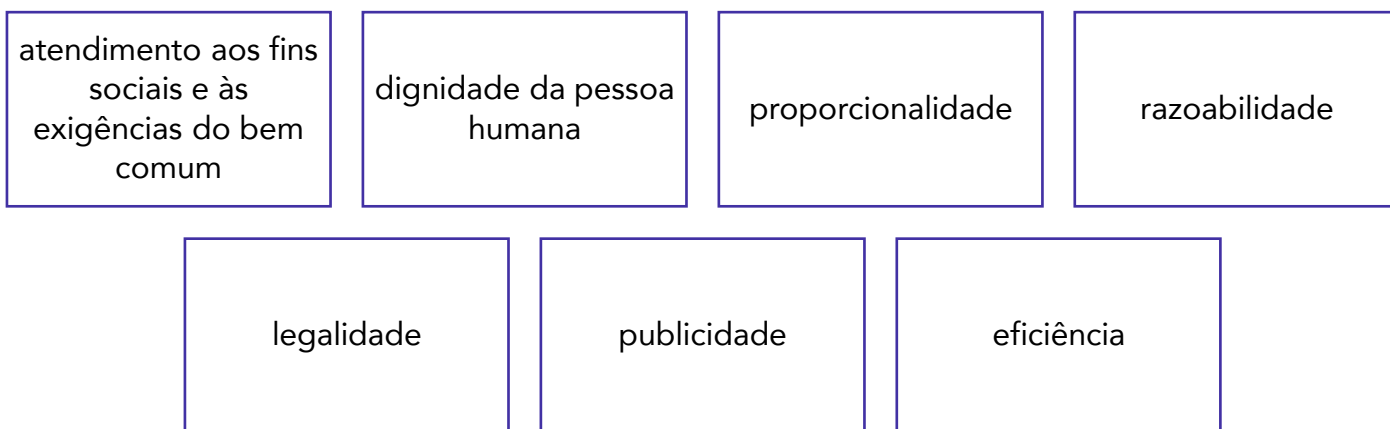 atendimento aos fins
sociais e às
exigências do bem
comum
dignidade da pessoa
humana
proporcionalidade
razoabilidade
legalidade
publicidade
eficiência